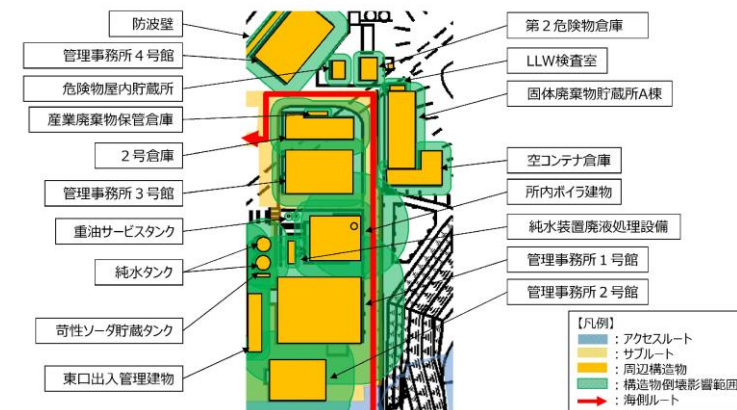 防波壁
管理事務所４号館
危険物屋内貯蔵所
産業廃棄物保管倉庫
２号倉庫
管理事務所３号館
重油サービスタンク
純水タンク
苛性ソーダ貯蔵タンク
東口出入管理建物
第２危険物倉庫
LLW検査室
固体廃棄物貯蔵所A棟
空コンテナ倉庫
所内ボイラ建物
純水装置廃液処理設備
管理事務所１号館
管理事務所２号館
【凡例】
：アクセスルート
：サブルート
：周辺構造物
：構造物倒壊影響範囲
：海側ルート